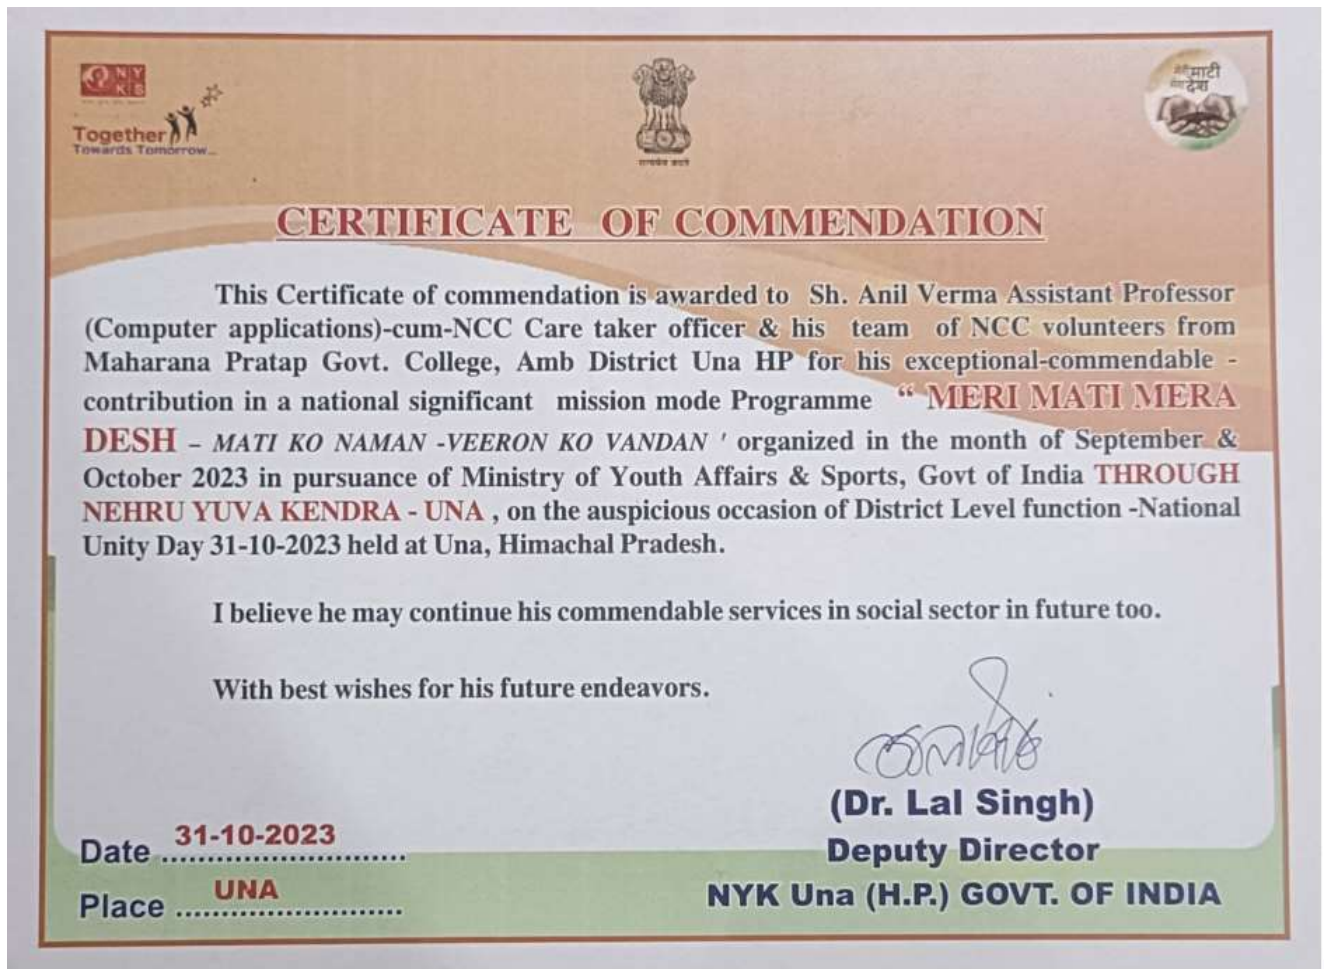 NY
KS
Together
Towards Tomorrow...
सत्यमेव जयते
मेरी माटी
मेरा देश
CERTIFICATE OF COMMENDATION
This Certificate of commendation is awarded to Sh. Anil Verma Assistant Professor
(Computer applications)-cum-NCC Care taker officer & his team of NCC volunteers from
Maharana Pratap Govt. College, Amb District Una HP for his exceptional-commendable -
contribution in a national significant mission mode Programme “ MERI MATI MERA
DESH – MATI KO NAMAN -VEERON KO VANDAN ' organized in the month of September &
October 2023 in pursuance of Ministry of Youth Affairs & Sports, Govt of India THROUGH
NEHRU YUVA KENDRA - UNA , on the auspicious occasion of District Level function -National
Unity Day 31-10-2023 held at Una, Himachal Pradesh.
I believe he may continue his commendable services in social sector in future too.
With best wishes for his future endeavors.
(Dr. Lal Singh)
Deputy Director
NYK Una (H.P.) GOVT. OF INDIA
Date 31-10-2023
Place UNA